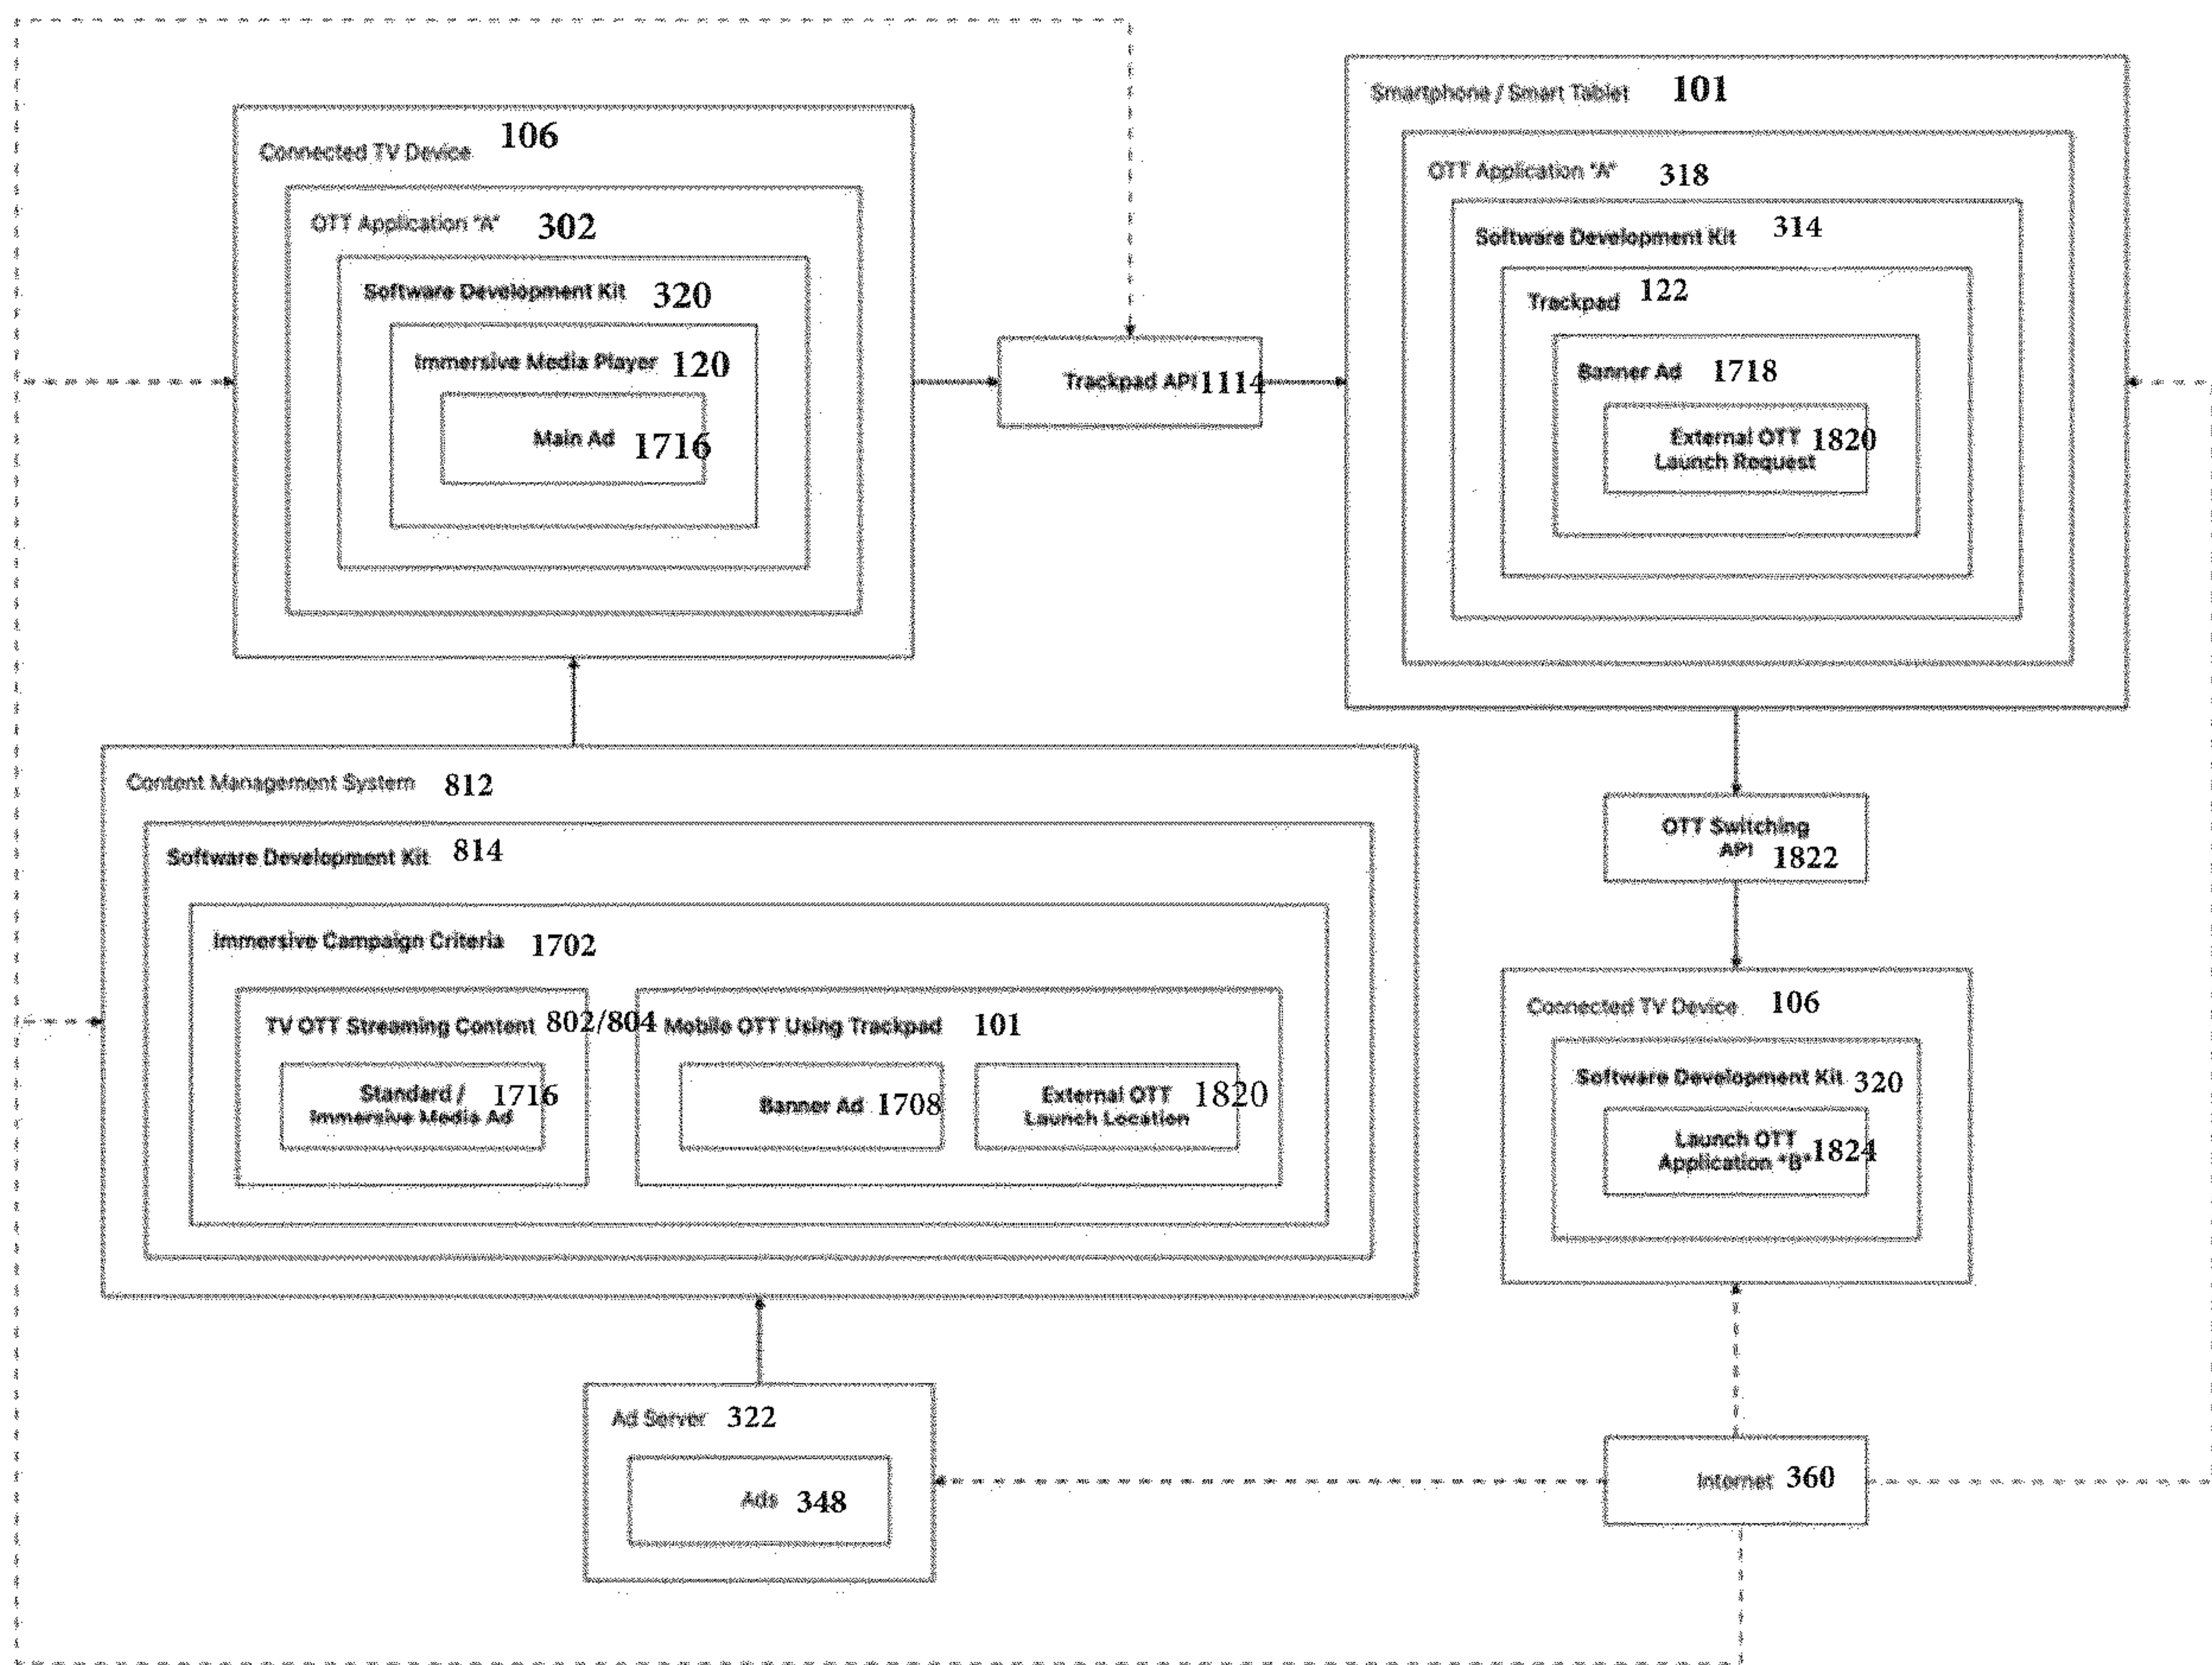 Connected TV Device 106
OTT Application "A" 302
Software Development Kit 320
Immersive Media Player 120
Main Ad 1716
Trackpad API 1114
Smartphone / Smart Tablet 101
OTT Application "A" 318
Software Development Kit 314
Trackpad 122
Banner Ad 1718
External OTT 1820
Launch Request
Content Management System 812
Software Development Kit 814
Immersive Campaign Criteria 1702
TV OTT Streaming Content 802/804
Standard / 1716
Immersive Media Ad
Mobile OTT Using Trackpad 101
Banner Ad 1708
External OTT 1820
Launch Location
OTT Switching
API 1822
Connected TV Device 106
Software Development Kit 320
Launch OTT
Application "B" 1824
Ad Server 322
Ads 348
Internet 360